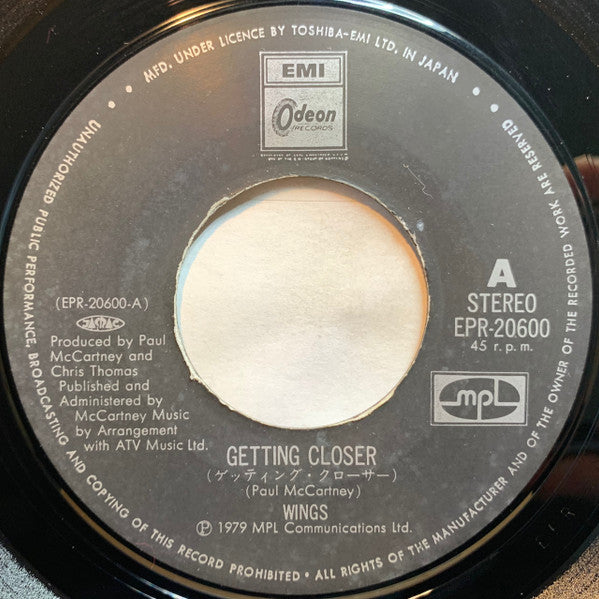 • • MFD. UNDER LICENCE BY TOSHIBA-EMI LTD. IN JAPAN • •
EMI
Odeon
RECORDS
(EPR-20600-A)
JASRAC
Produced by Paul
McCartney and
Chris Thomas
Published and
Administered by
McCartney Music
by Arrangement
with ATV Music Ltd.
A
STEREO
EPR-20600
45 r.p.m.
mpl
GETTING CLOSER
(ゲッティング・クローサー)
(Paul McCartney)
WINGS
Ⓟ 1979 MPL Communications Ltd.
UNAUTHORIZED PUBLIC PERFORMANCE, BROADCASTING AND COPYING OF THIS RECORD PROHIBITED • ALL RIGHTS OF THE MANUFACTURER AND OF THE OWNER OF THE RECORDED WORK ARE RESERVED